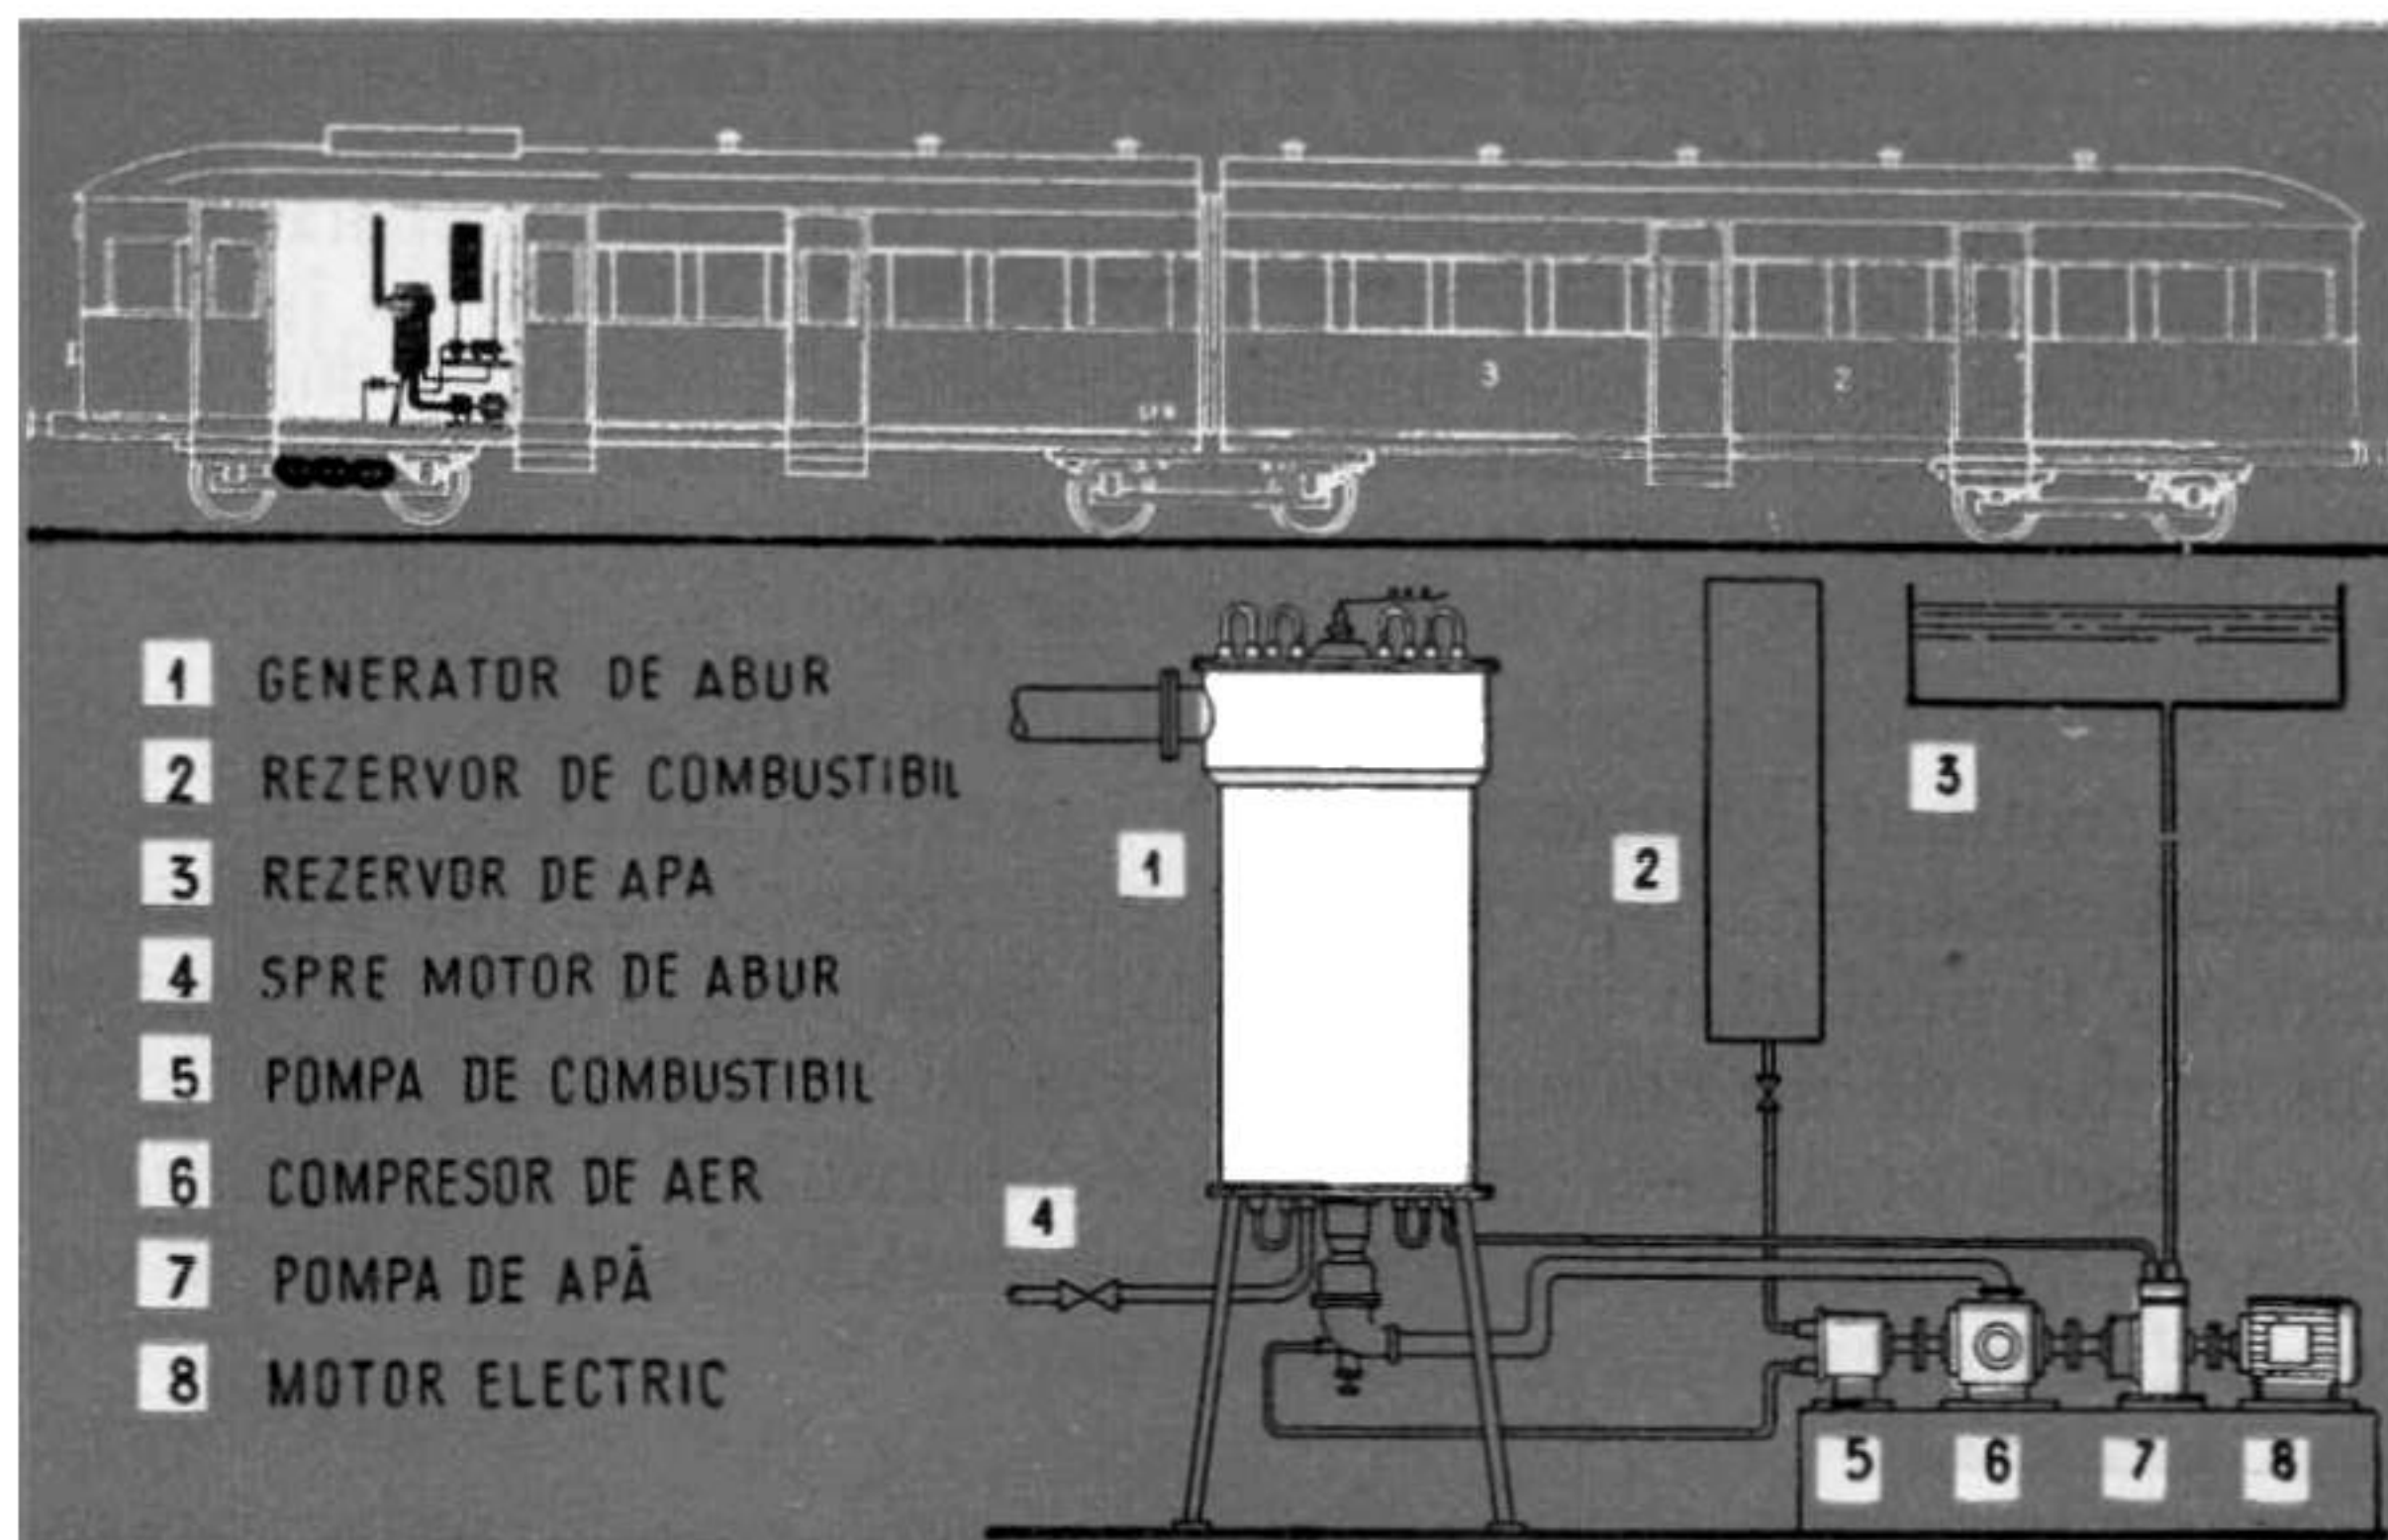 3
2
1 GENERATOR DE ABUR
2 REZERVOR DE COMBUSTIBIL
3 REZERVOR DE APA
4 SPRE MOTOR DE ABUR
5 POMPA DE COMBUSTIBIL
6 COMPRESOR DE AER
7 POMPA DE APĂ
8 MOTOR ELECTRIC
1
2
3
4
5 6 7 8